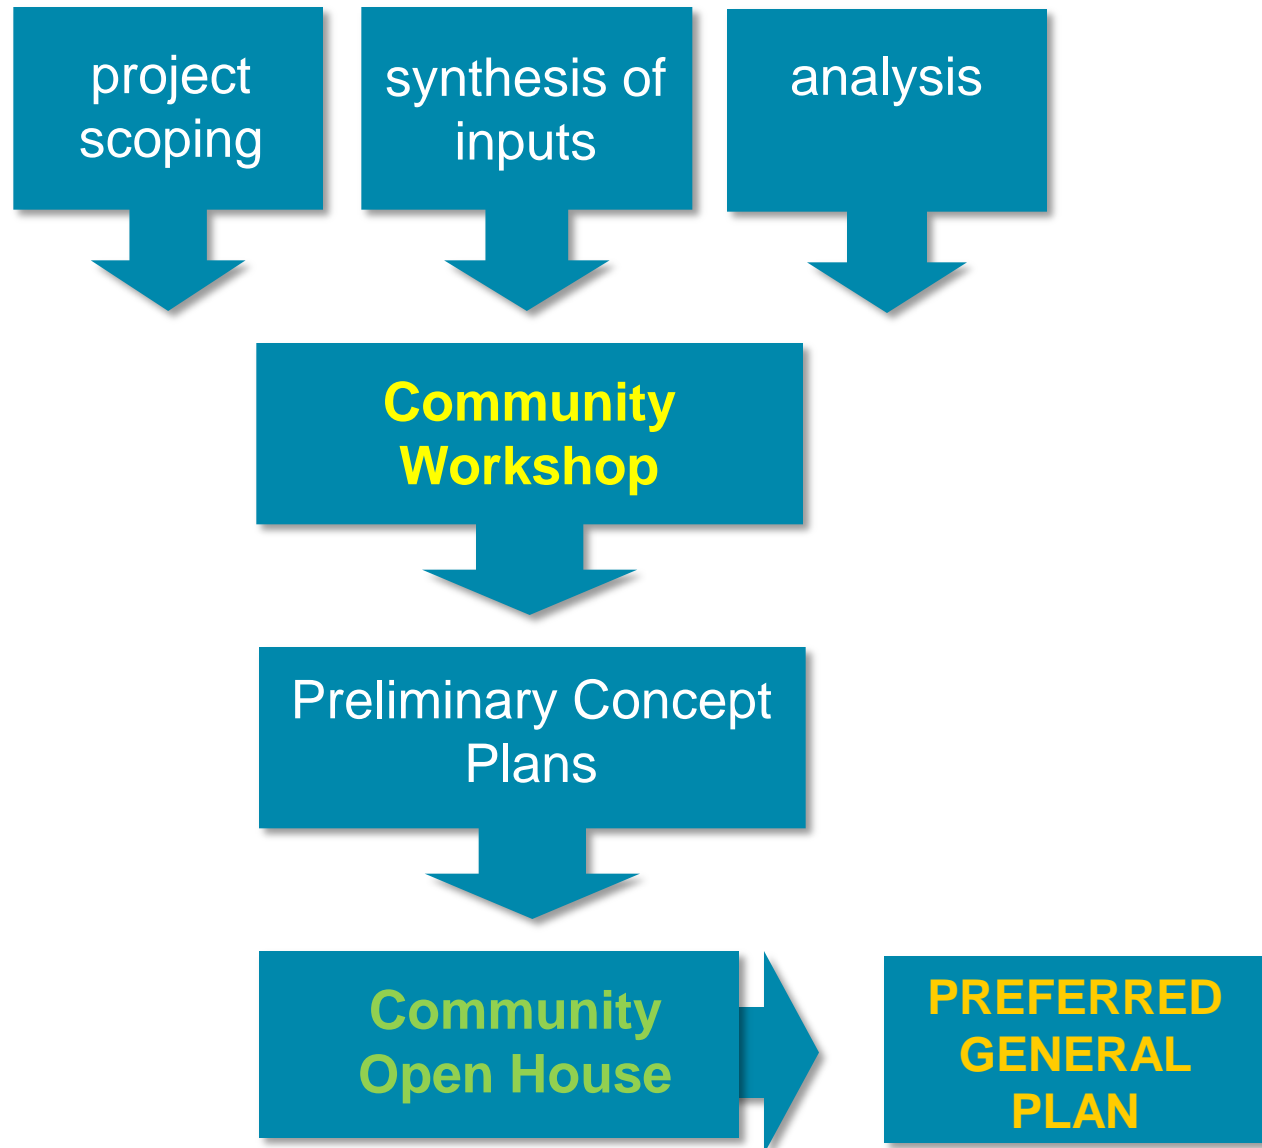 project
scoping
synthesis of
inputs
analysis
Community
Workshop
Preliminary Concept
Plans
Community
Open House
PREFERRED
GENERAL
PLAN